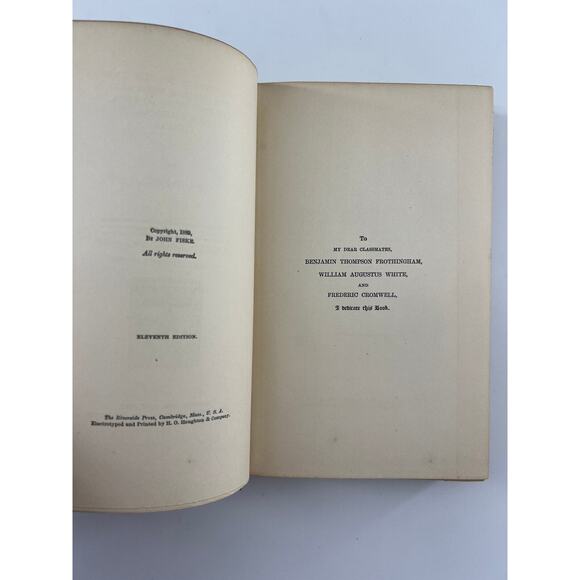 Copyright, 1889,
By JOHN FISKE.
All rights reserved.
ELEVENTH EDITION.
The Riverside Press, Cambridge, Mass., U. S. A.
Electrotyped and Printed by H. O. Houghton & Company.
To
MY DEAR CLASSMATES,
BENJAMIN THOMPSON FROTHINGHAM,
WILLIAM AUGUSTUS WHITE,
AND
FREDERIC CROMWELL,
I dedicate this Book.